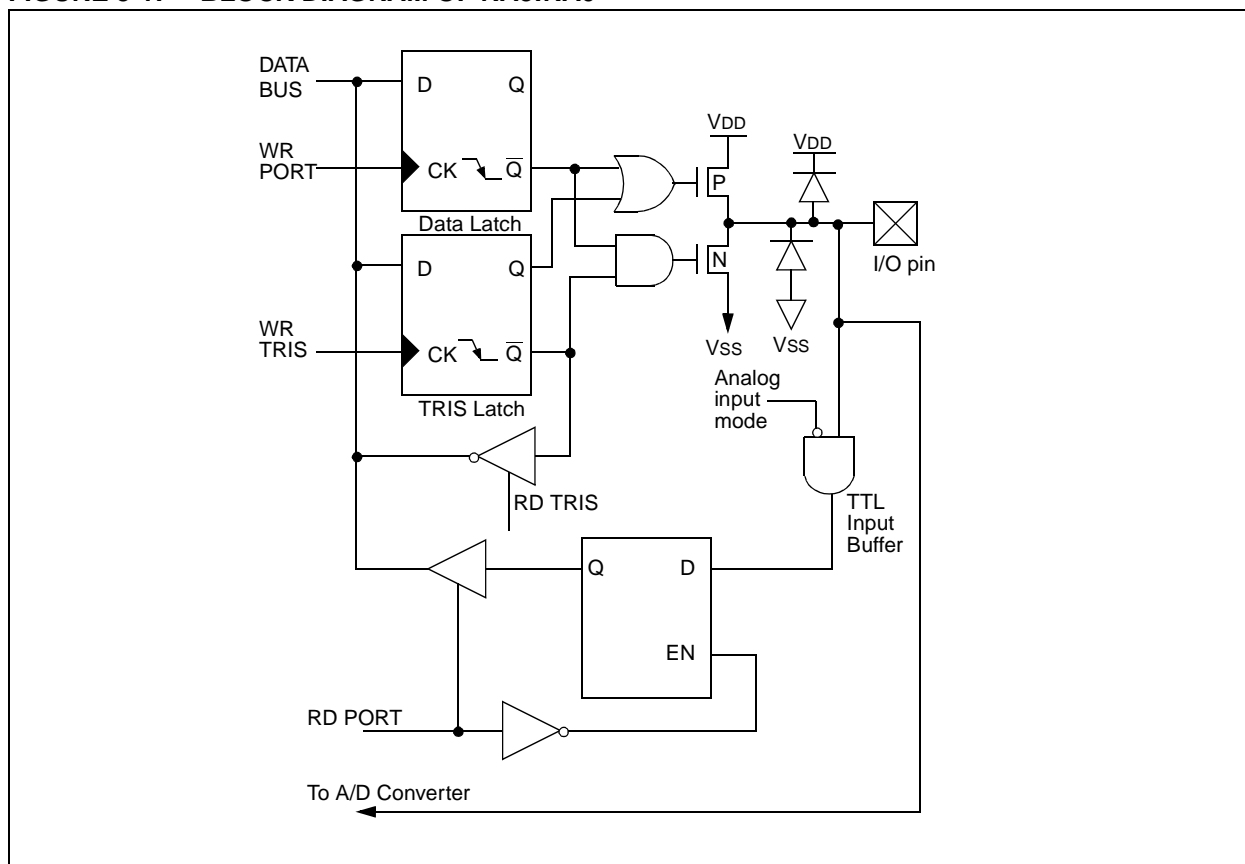 DATA
BUS
D
Q
WR
PORT
CK
Q
Data Latch
VDD
VDD
P
N
I/O pin
VSS
VSS
D
Q
WR
TRIS
CK
Q
TRIS Latch
Analog
input
mode
RD TRIS
TTL
Input
Buffer
Q
D
EN
RD PORT
To A/D Converter